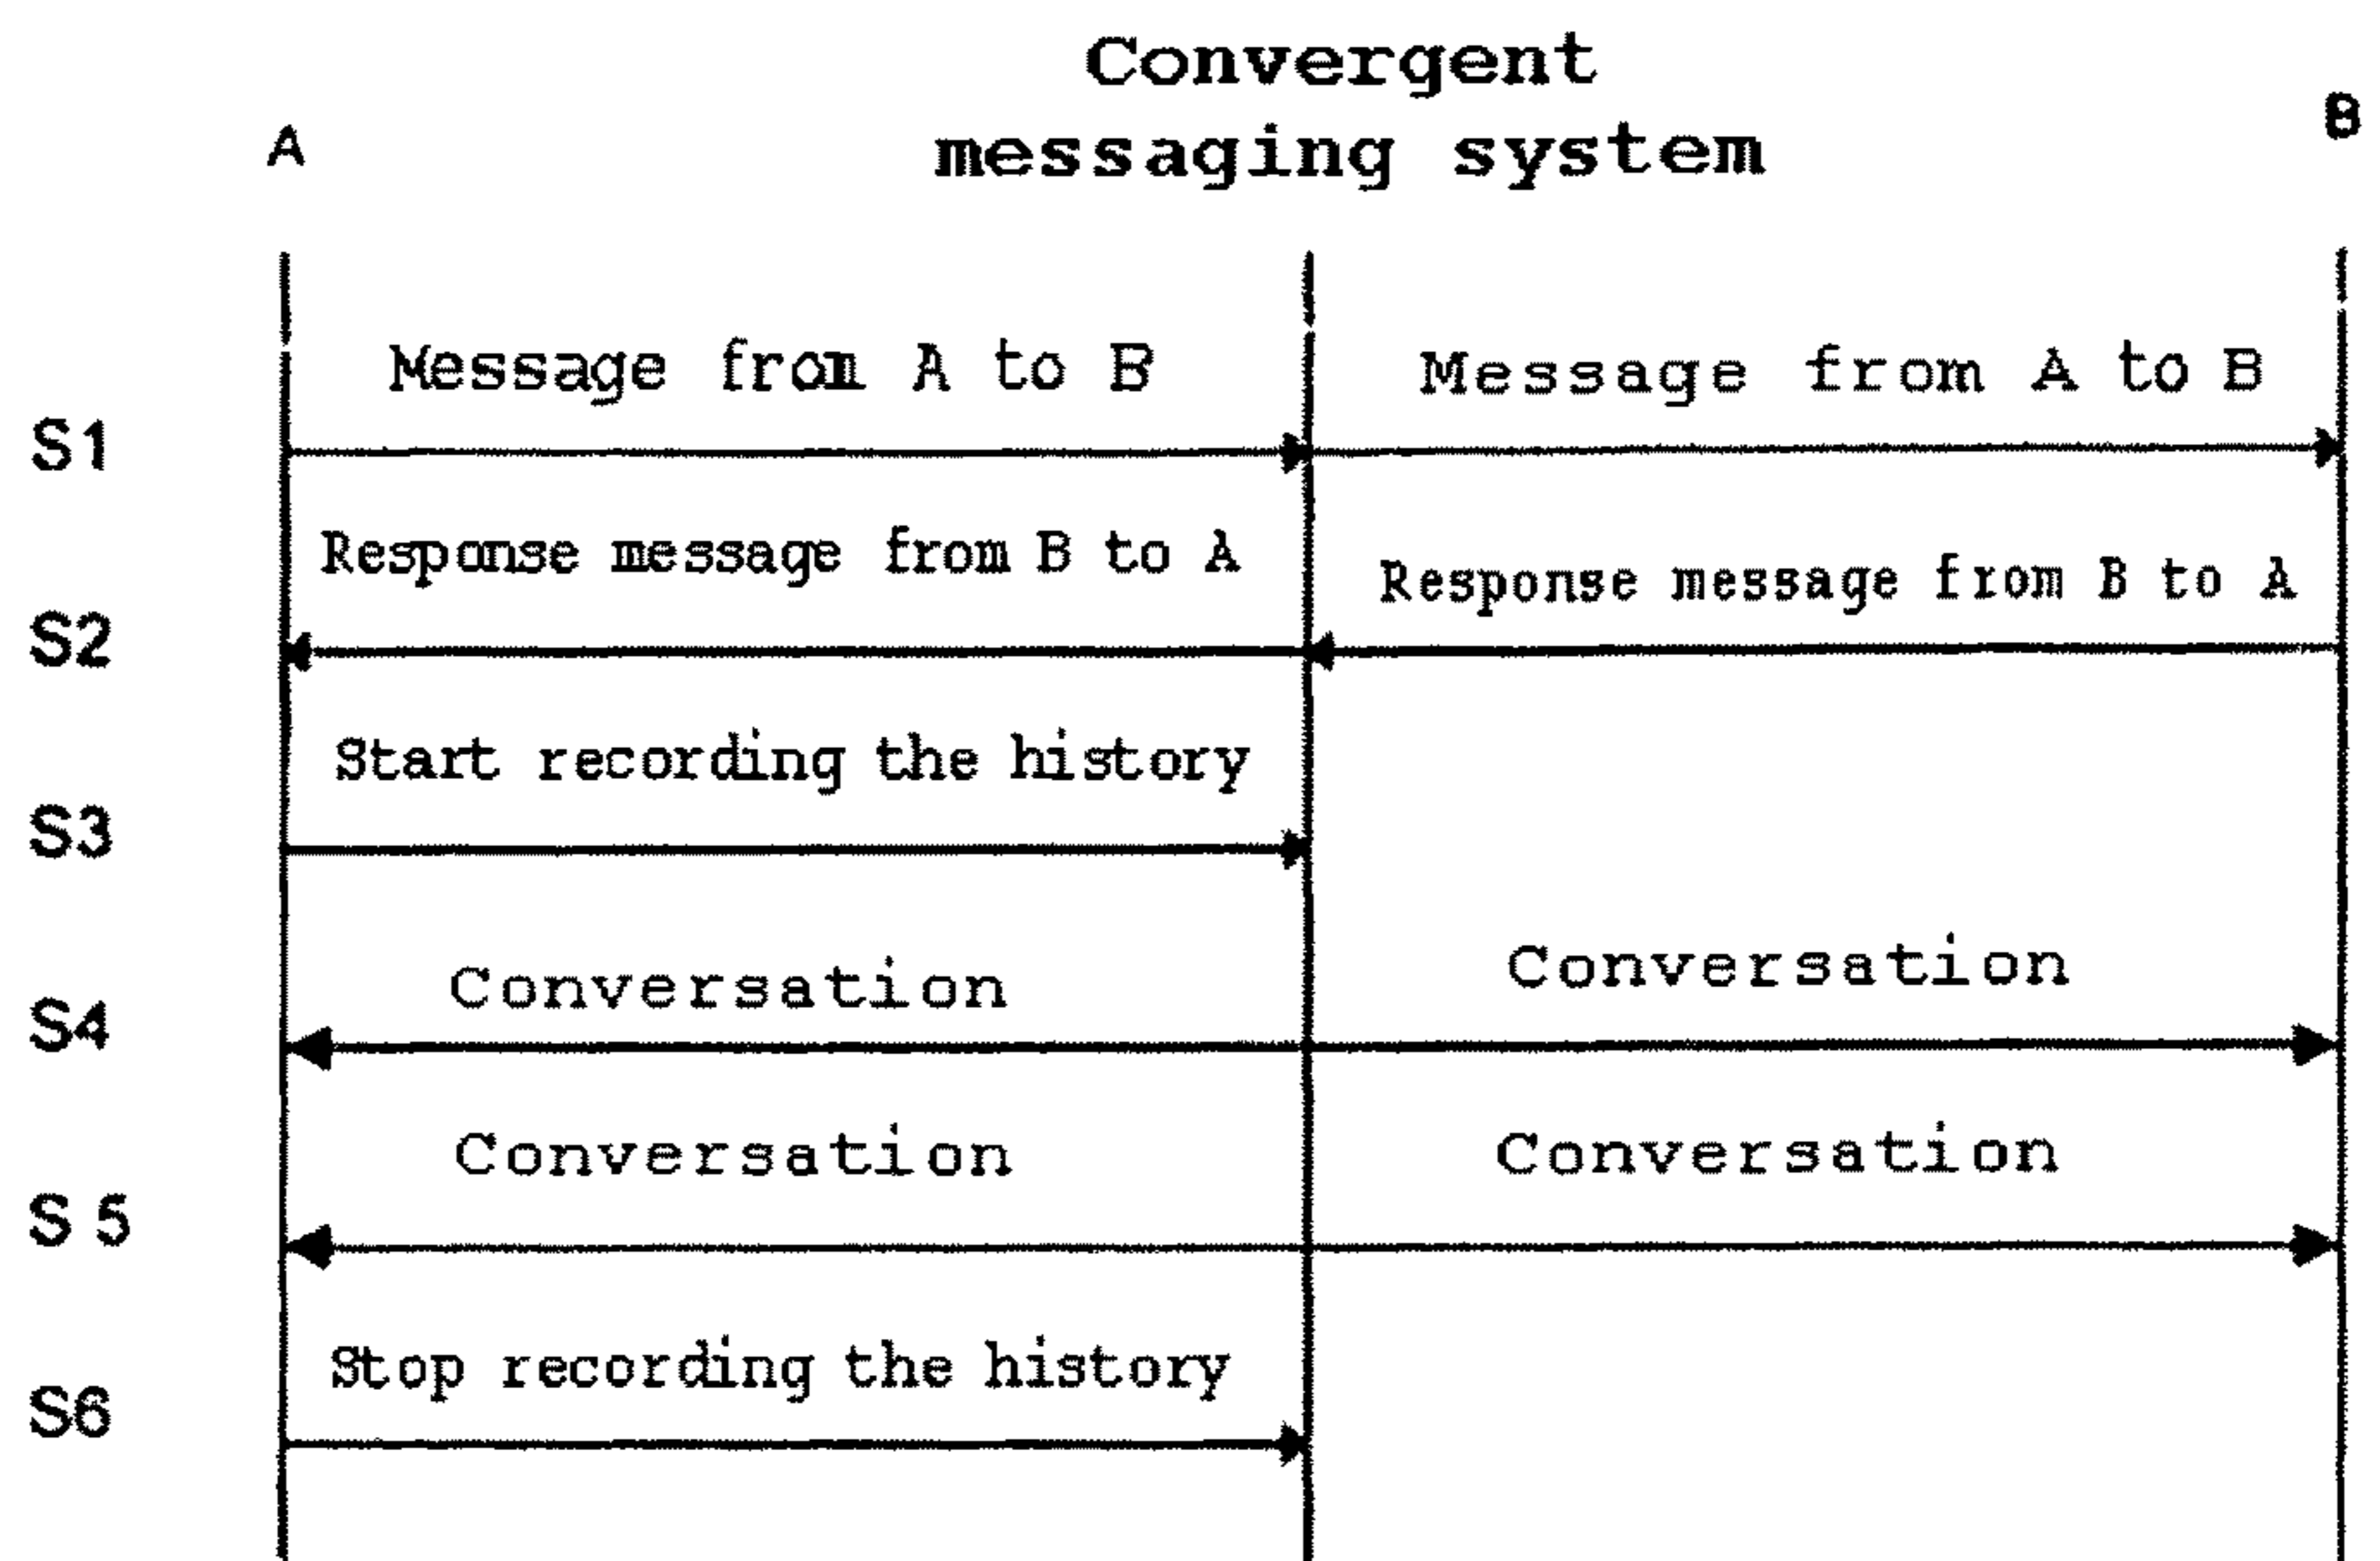 Convergent
A
messaging system
B
Message from A to B
Message from A to B
S1
Response message from B to A
Response message from B to A
S2
Start recording the history
S3
Conversation
Conversation
S4
Conversation
Conversation
S 5
Stop recording the history
S6